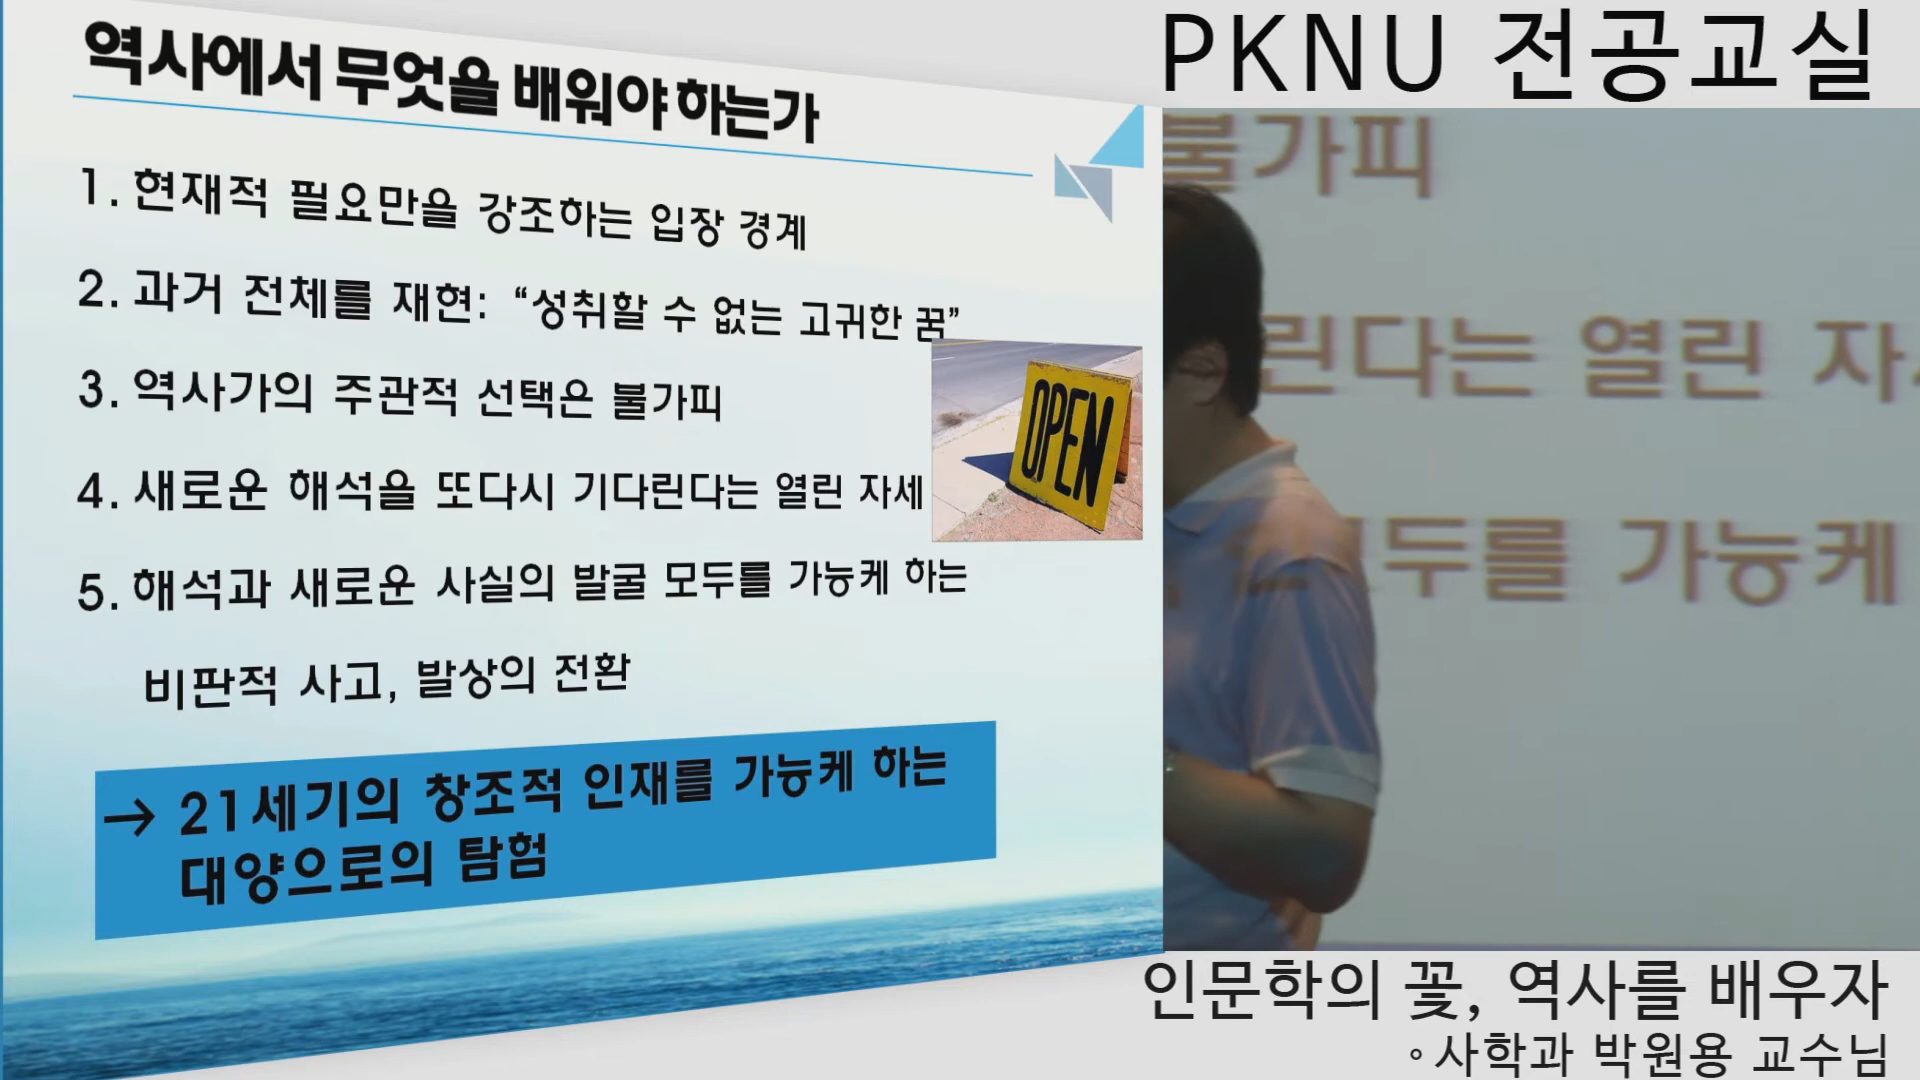 역사에서 무엇을 배워야 하는가
1. 현재적 필요만을 강조하는 입장 경계
2. 과거 전체를 재현: “성취할 수 없는 고귀한 꿈”
3. 역사가의 주관적 선택은 불가피
4. 새로운 해석을 또다시 기다린다는 열린 자세
OPEN
5. 해석과 새로운 사실의 발굴 모두를 가능케 하는
비판적 사고, 발상의 전환
→ 21세기의 창조적 인재를 가능케 하는
대양으로의 탐험
PKNU 전공교실
불가피
린다는 열린 자
모두를 가능케
인문학의 꽃, 역사를 배우자
◦사학과 박원용 교수님